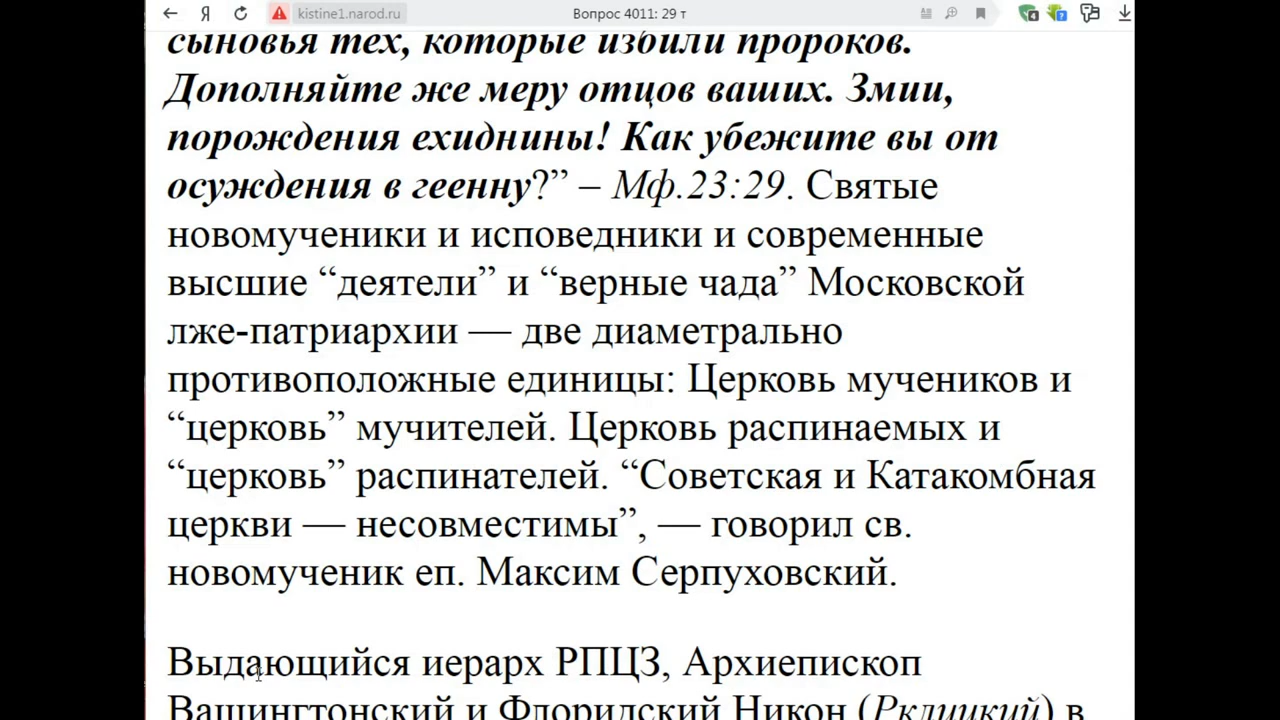 kistine1.narod.ru
Вопрос 4011: 29 т
сыновья тех, которые избили пророков.
Дополняйте же меру отцов ваших. Змии,
порождения ехиднины! Как убежите вы от
осуждения в геенну?” – Мф.23:29. Святые
новомученики и исповедники и современные
высшие “деятели” и “верные чада” Московской
лже-патриархии — две диаметрально
противоположные единицы: Церковь мучеников и
“церковь” мучителей. Церковь распинаемых и
“церковь” распинателей. “Советская и Катакомбная
церкви — несовместимы”, — говорил св.
новомученик еп. Максим Серпуховский.
Выдающийся иерарх РПЦЗ, Архиепископ
Вашингтонский и Флоридский Никон (Рклицкий) в